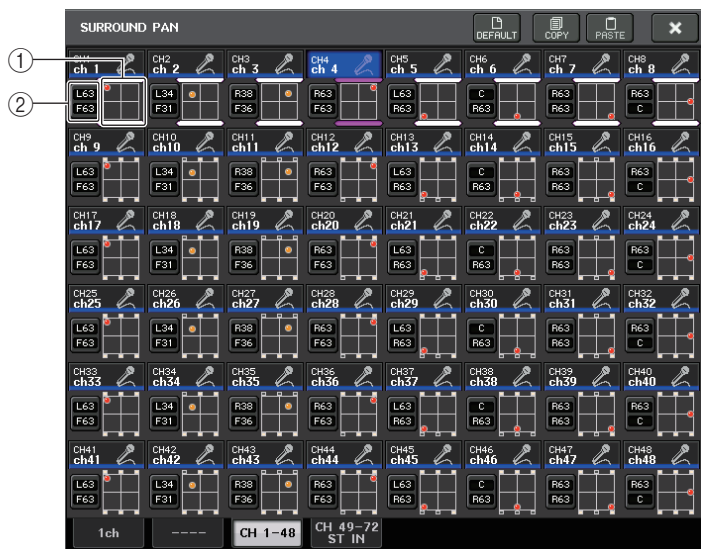 SURROUND PAN DEFAULT COPY PASTE
①
②
CH1 CH2 CH3 CH4 CH5 CH6 CH7 CH8
ch 1 ch 2 ch 3 ch 4 ch 5 ch 6 ch 7 ch 8
L63 L34 R38 R63 L63 C R63 R63
F63 F31 F36 F63 R63 R63 R63 C
CH9 CH10 CH11 CH12 CH13 CH14 CH15 CH16
ch 9 ch10 ch11 ch12 ch13 ch14 ch15 ch16
L63 L34 R38 R63 L63 C R63 R63
F63 F31 F36 F63 R63 R63 R63 C
CH17 CH18 CH19 CH20 CH21 CH22 CH23 CH24
ch17 ch18 ch19 ch20 ch21 ch22 ch23 ch24
L63 L34 R38 R63 L63 C R63 R63
F63 F31 F36 F63 R63 R63 R63 C
CH25 CH26 CH27 CH28 CH29 CH30 CH31 CH32
ch25 ch26 ch27 ch28 ch29 ch30 ch31 ch32
L63 L34 R38 R63 L63 C R63 R63
F63 F31 F36 F63 R63 R63 R63 C
CH33 CH34 CH35 CH36 CH37 CH38 CH39 CH40
ch33 ch34 ch35 ch36 ch37 ch38 ch39 ch40
L63 L34 R38 R63 L63 C R63 R63
F63 F31 F36 F63 R63 R63 R63 C
CH41 CH42 CH43 CH44 CH45 CH46 CH47 CH48
ch41 ch42 ch43 ch44 ch45 ch46 ch47 ch48
L63 L34 R38 R63 L63 C R63 R63
F63 F31 F36 F63 R63 R63 R63 C
1ch ---- CH 1-48 CH 49-72
ST IN